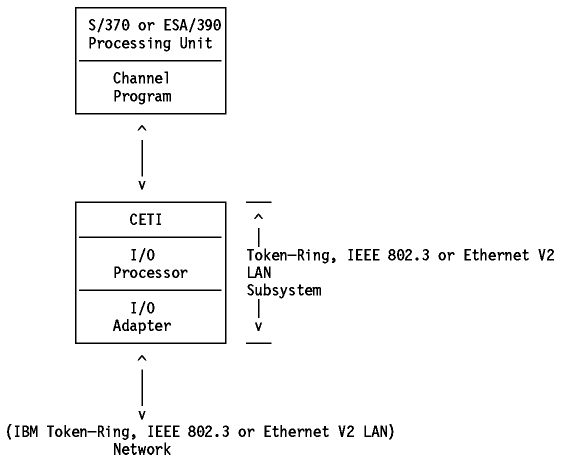 S/370 or ESA/390
Processing Unit
Channel
Program
CETI
I/O
Processor
I/O
Adapter
Token-Ring, IEEE 802.3 or Ethernet V2
LAN
Subsystem
(IBM Token-Ring, IEEE 802.3 or Ethernet V2 LAN)
Network